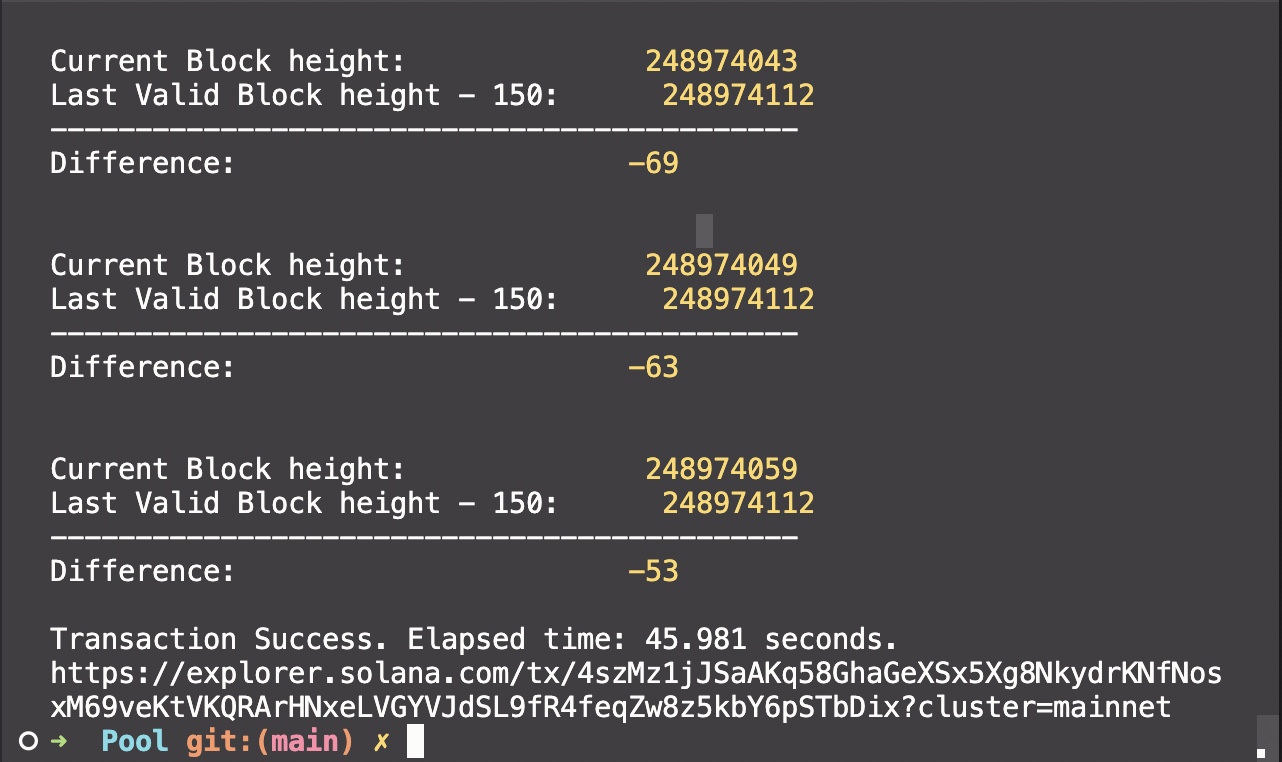 Current Block height: 248974043
Last Valid Block height - 150: 248974112
--------------------------------------------
Difference: -69
Current Block height: 248974049
Last Valid Block height - 150: 248974112
--------------------------------------------
Difference: -63
Current Block height: 248974059
Last Valid Block height - 150: 248974112
--------------------------------------------
Difference: -53
Transaction Success. Elapsed time: 45.981 seconds.
https://explorer.solana.com/tx/4szMz1jJSaAKq58GhaGeXSx5Xg8NkydrKNfNos
xM69veKtVKQRArHNxeLVGYVJdSL9fR4feqZw8z5kbY6pSTbDix?cluster=mainnet
➜ Pool git:(main) ✗